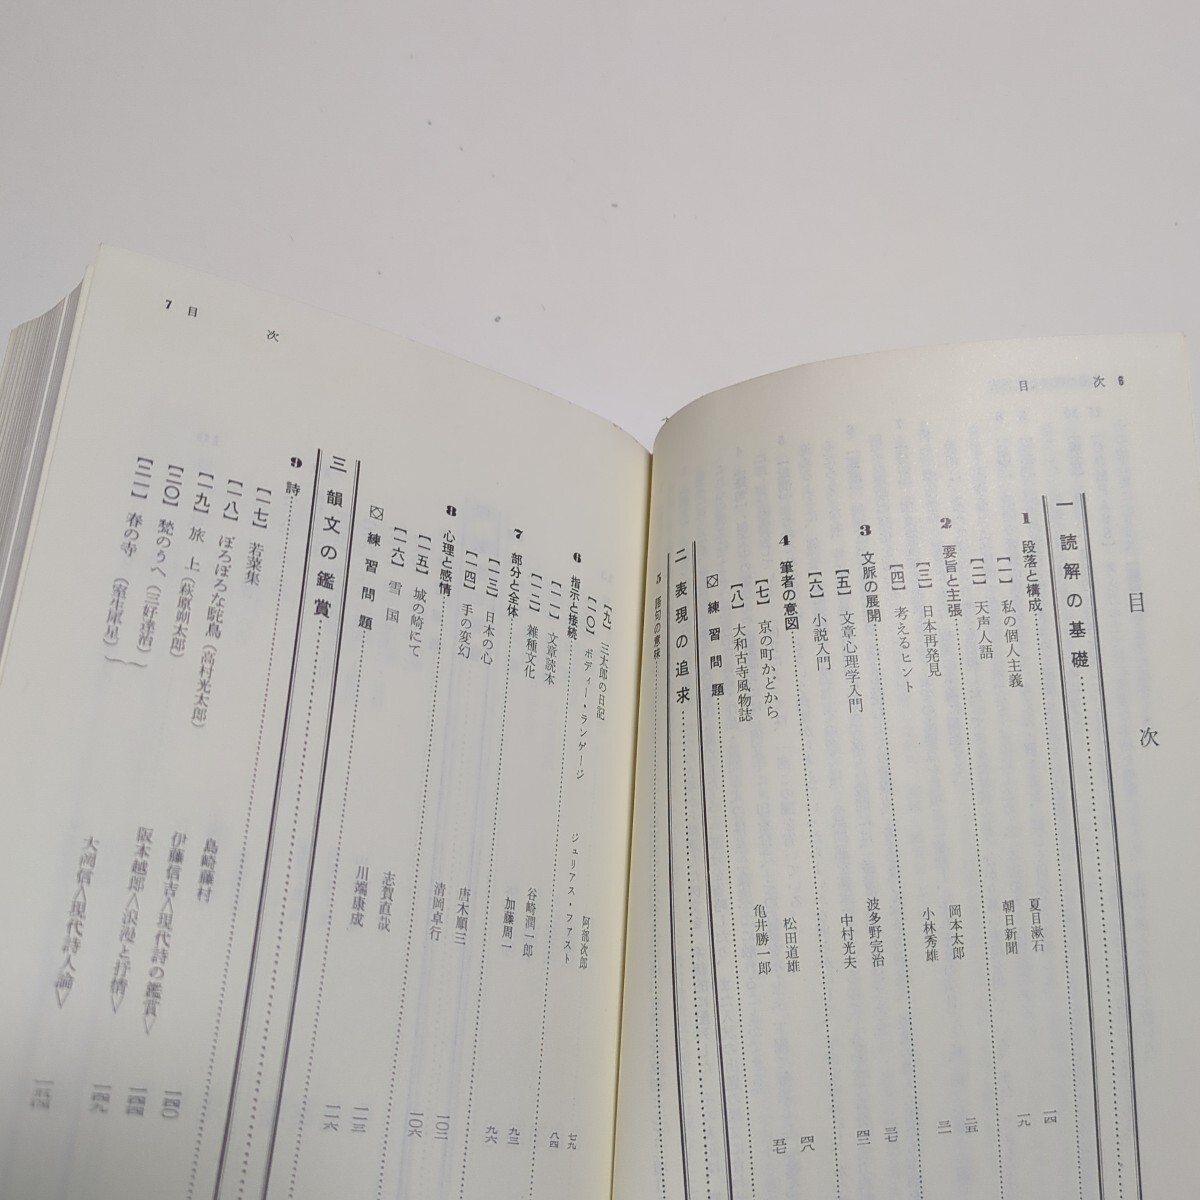 6 目次
目次
一 読解の基礎
1 段落と構成
【一】 私の個人主義 夏目漱石 一四
【二】 天声人語 朝日新聞 一九
2 要旨と主張
【三】 日本再発見 岡本太郎 二五
【四】 考えるヒント 小林秀雄 三一
3 文脈の展開
【五】 文章心理学入門 波多野完治 三七
【六】 小説入門 中村光夫 四二
4 筆者の意図
【七】 京の町かどから 松田道雄 四八
【八】 大和古寺風物誌 亀井勝一郎 五七
練習問題
二 表現の追求
5 語句の意味
7 目次
【九】 三太郎の日記 阿部次郎 七九
【一〇】 ボディー・ランゲージ ジュリアス・ファスト 八四
6 指示と接続
【一一】 文章読本 谷崎潤一郎 九三
【一二】 雑種文化 加藤周一 九六
7 部分と全体
【一三】 日本の心 唐木順三 一〇二
【一四】 手の変幻 清岡卓行 一〇六
8 心理と感情
【一五】 城の崎にて 志賀直哉 一一三
【一六】 雪国 川端康成 一一六
練習問題
三 韻文の鑑賞
9 詩
【一七】 若菜集 島崎藤村 一四〇
【一八】 ぼろぼろな駝鳥（高村光太郎） 伊藤信吉＜現代詩の鑑賞＞ 一四四
【一九】 旅上（萩原朔太郎） 阪本越郎＜浪漫と抒情＞ 一四九
【二〇】 甃のうへ（三好達治）
【二一】 春の寺（室生犀星） 大岡信＜現代詩人論＞ 一五四